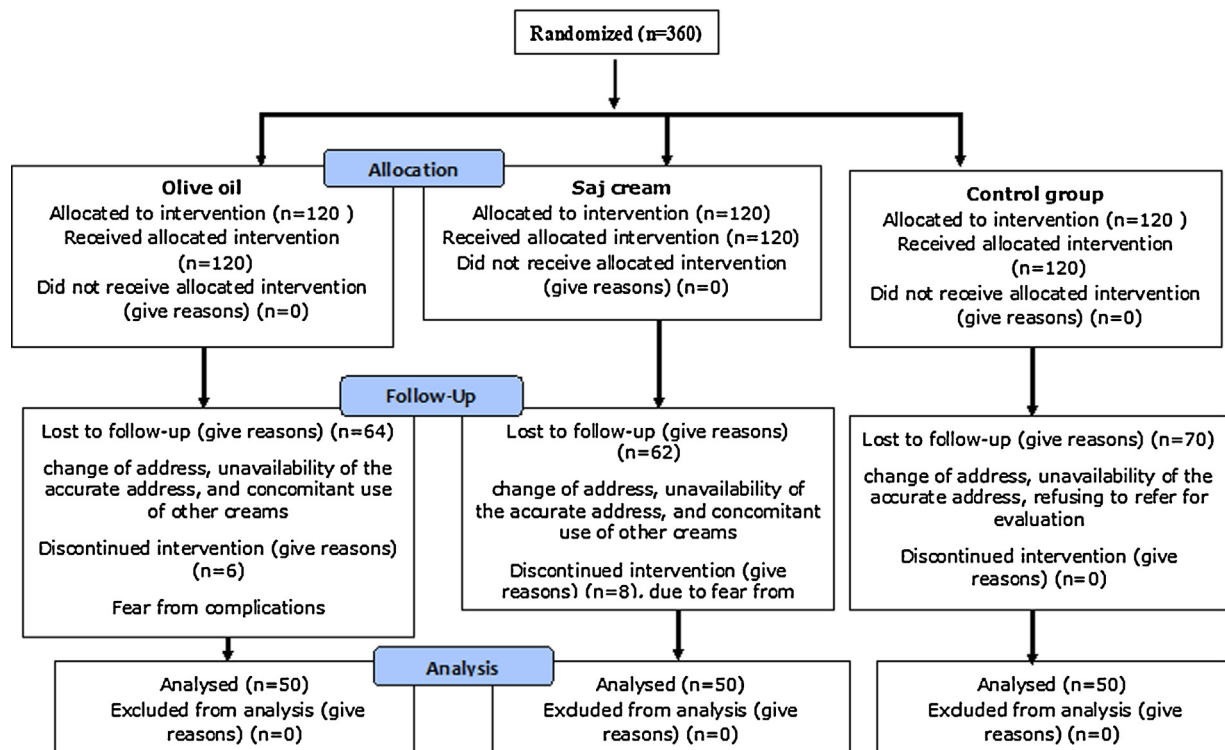 Randomized (n=360)
Allocation
Olive oil
Allocated to intervention (n=120 )
Received allocated intervention
(n=120)
Did not receive allocated intervention
(give reasons) (n=0)
Saj cream
Allocated to intervention (n=120)
Received allocated intervention (n=120)
Did not receive allocated intervention
(give reasons) (n=0)
Control group
Allocated to intervention (n=120 )
Received allocated intervention
(n=120)
Did not receive allocated intervention
(give reasons) (n=0)
Follow-Up
Lost to follow-up (give reasons) (n=64)
change of address, unavailability of the
accurate address, and concomitant use
of other creams
Discontinued intervention (give reasons)
(n=6)
Fear from complications
Lost to follow-up (give reasons)
(n=62)
change of address, unavailability of
the accurate address, and concomitant
use of other creams
Discontinued intervention (give
reasons) (n=8), due to fear from
Lost to follow-up (give reasons) (n=70)
change of address, unavailability of
the accurate address, refusing to refer for
evaluation
Discontinued intervention (give
reasons) (n=0)
Analysis
Analysed (n=50)
Excluded from analysis (give
reasons) (n=0)
Analysed (n=50)
Excluded from analysis (give
reasons) (n=0)
Analysed (n=50)
Excluded from analysis (give
reasons) (n=0)